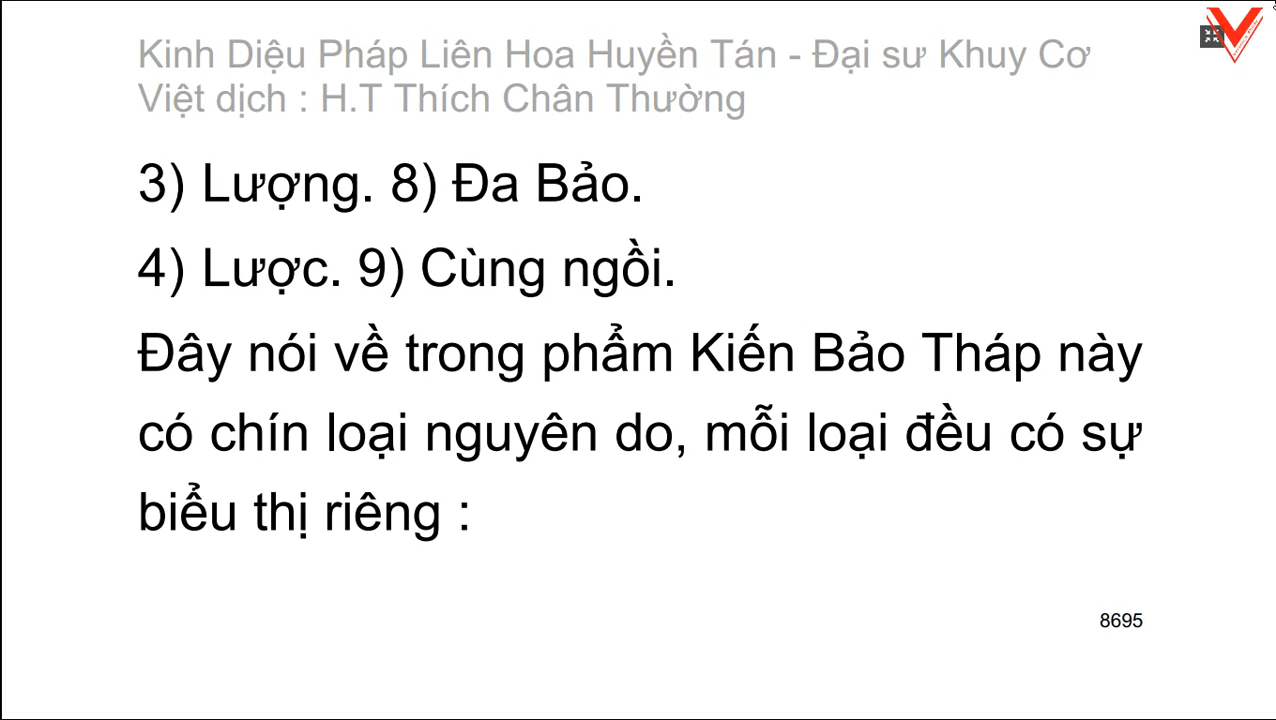 Kinh Diệu Pháp Liên Hoa Huyền Tán - Đại sư Khuy Cơ
Việt dịch : H.T Thích Chân Thường
3) Lượng. 8) Đa Bảo.
4) Lược. 9) Cùng ngồi.
Đây nói về trong phẩm Kiến Bảo Tháp này
có chín loại nguyên do, mỗi loại đều có sự
biểu thị riêng :
8695